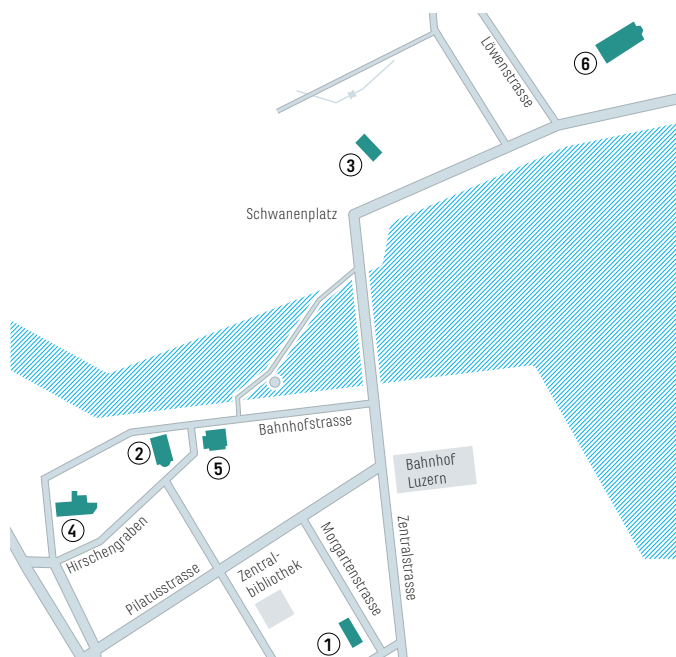 Löwenstrasse
6
3
Schwanenplatz
Bahnhofstrasse
2
5
Bahnhof
Luzern
4
Hirschengraben
Zentralstrasse
Morgartenstrasse
Zentral-
bibliothek
Pilatusstrasse
1